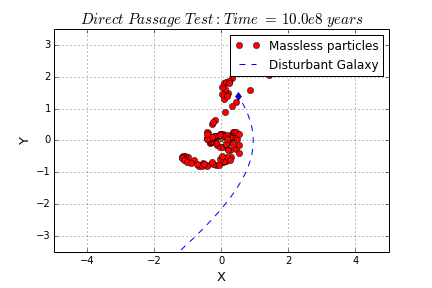 Direct Passage Test: Time = 10.0e8 years
Massless particles
Disturbant Galaxy
Y
3
2
1
0
−1
−2
−3
−4 −2 0 2 4
X